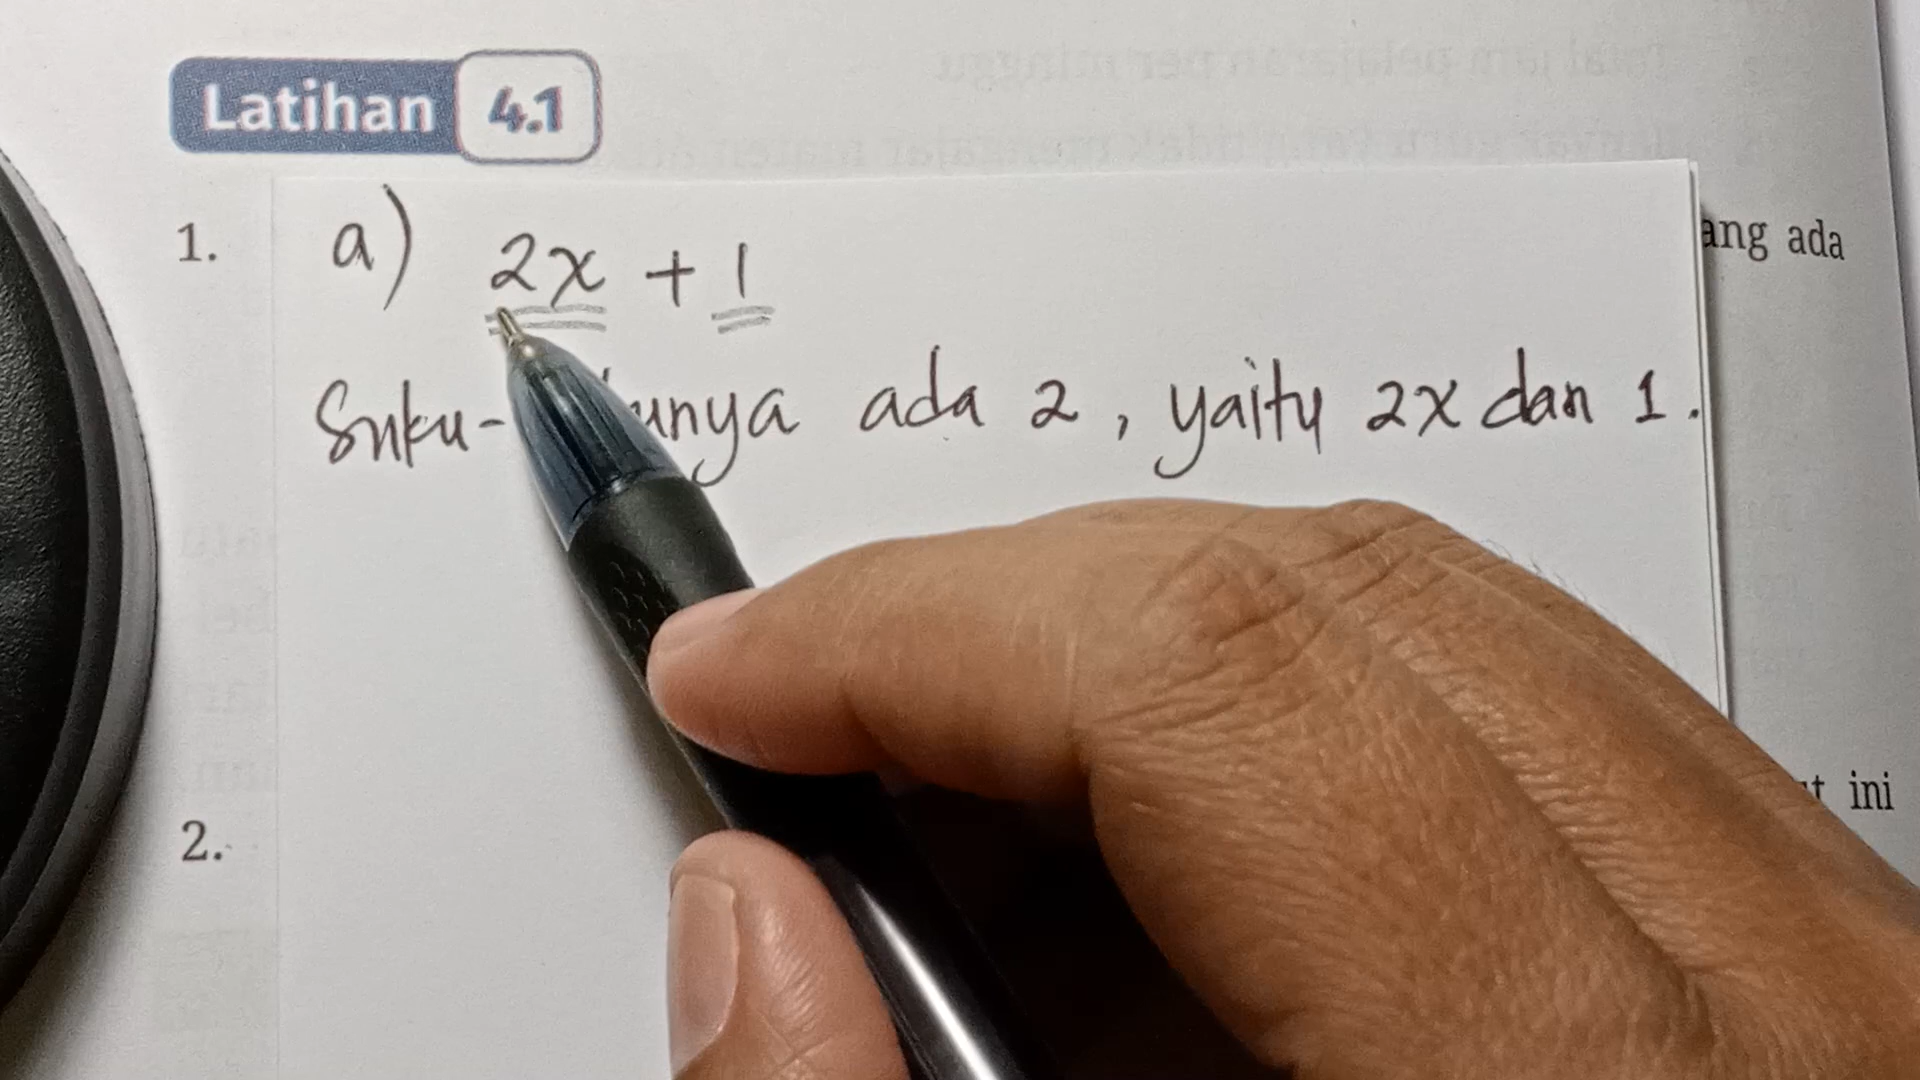 Latihan 4.1
1. a) 2x + 1
ang ada
Suku- unya ada 2, yaitu 2x dan 1.
ini
2.